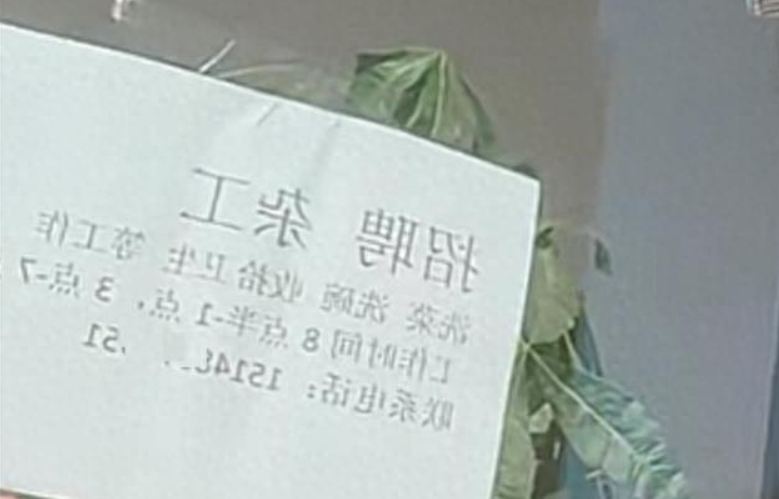 招聘 杂工
洗菜 洗碗 收拾卫生 等工作
工作时间 8 点半-1 点，3 点-7
联系电话：15148